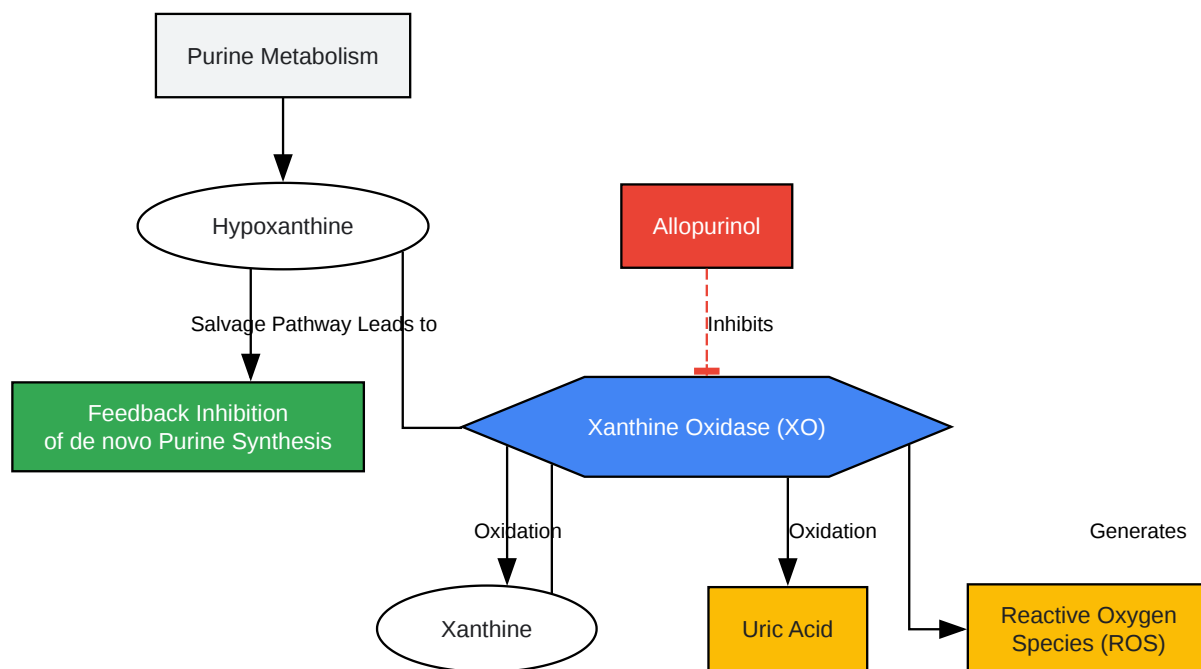 Purine Metabolism
Hypoxanthine
Allopurinol
Salvage Pathway Leads to
Inhibits
Feedback Inhibition
of de novo Purine Synthesis
Xanthine Oxidase (XO)
Oxidation
Oxidation
Generates
Xanthine
Uric Acid
Reactive Oxygen
Species (ROS)